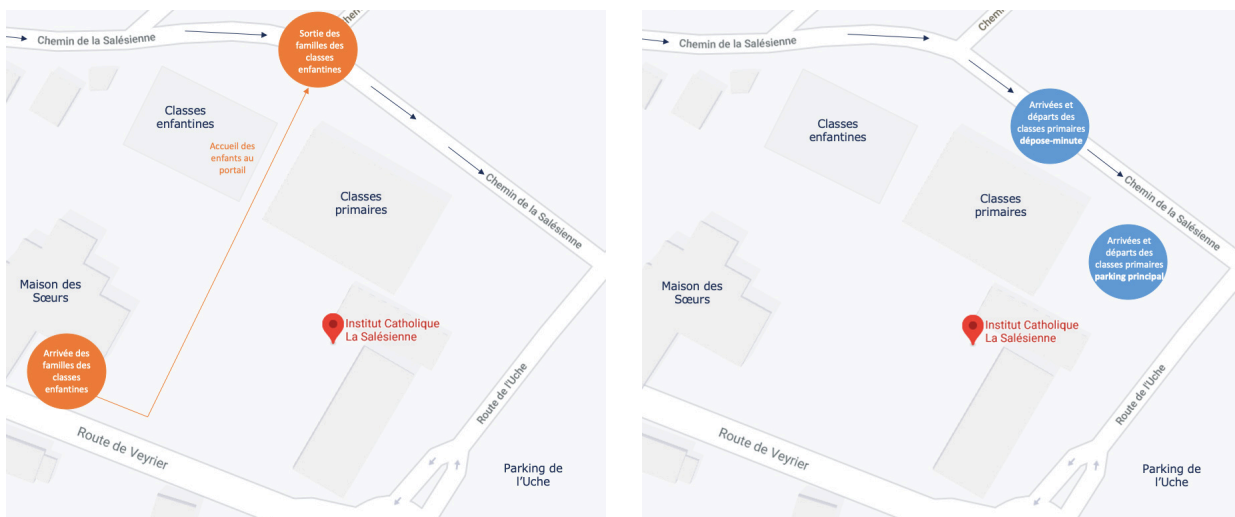 Che
Chemin de la Salésienne
Sortie des
familles des
classes
enfantines
Classes
enfantines
Accueil des
enfants au
portail
Classes
primaires
Chemin de la Salésienne
Maison des
Sœurs
Institut Catholique
La Salésienne
Arrivée des
familles des
classes
enfantines
Route de l'Uche
Route de Veyrier
Parking de
l'Uche
Chemin
Chemin de la Salésienne
Arrivées et
départs des
classes primaires
dépose-minute
Classes
enfantines
Classes
primaires
Chemin de la Salésienne
Arrivées et
départs des
classes primaires
parking principal
Maison des
Sœurs
Institut Catholique
La Salésienne
Route de l'Uche
Route de Veyrier
Parking de
l'Uche